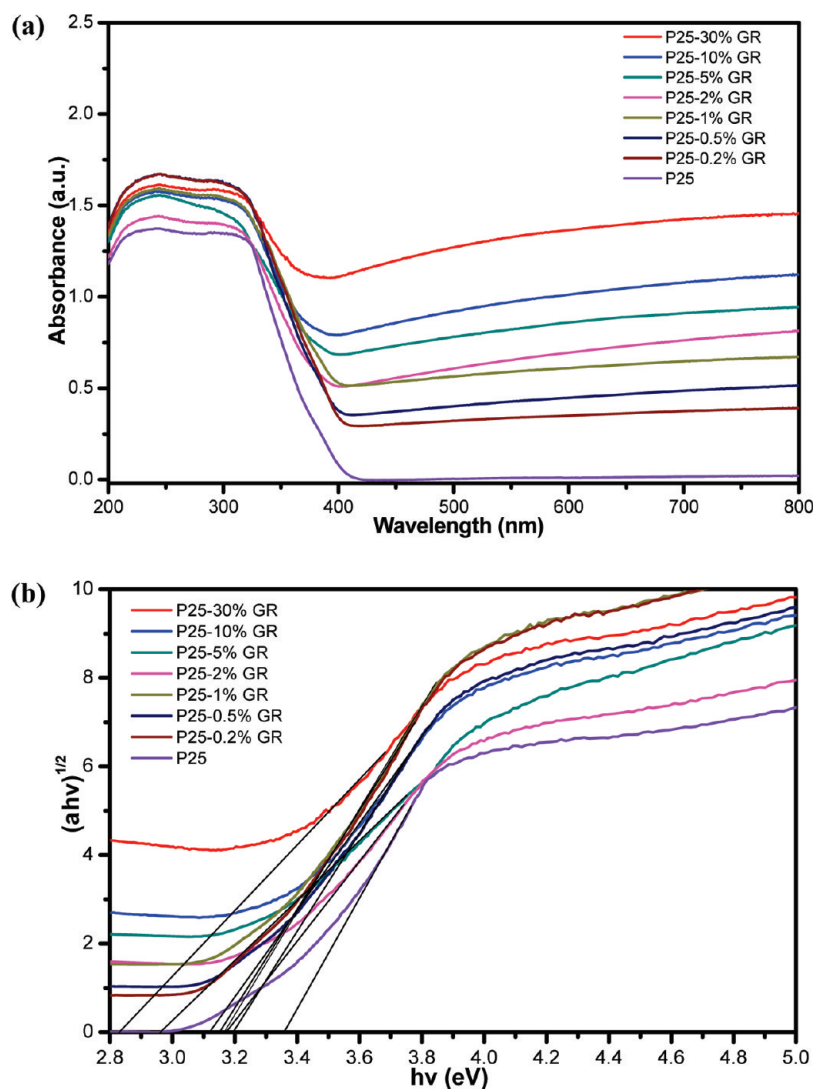 (a)
2.5
2.0
1.5
1.0
0.5
0.0
Absorbance (a.u.)
P25-30% GR
P25-10% GR
P25-5% GR
P25-2% GR
P25-1% GR
P25-0.5% GR
P25-0.2% GR
P25
200 300 400 500 600 700 800
Wavelength (nm)
(b)
10
8
6
4
2
0
(ahv)^1/2
P25-30% GR
P25-10% GR
P25-5% GR
P25-2% GR
P25-1% GR
P25-0.5% GR
P25-0.2% GR
P25
2.8 3.0 3.2 3.4 3.6 3.8 4.0 4.2 4.4 4.6 4.8 5.0
hv (eV)